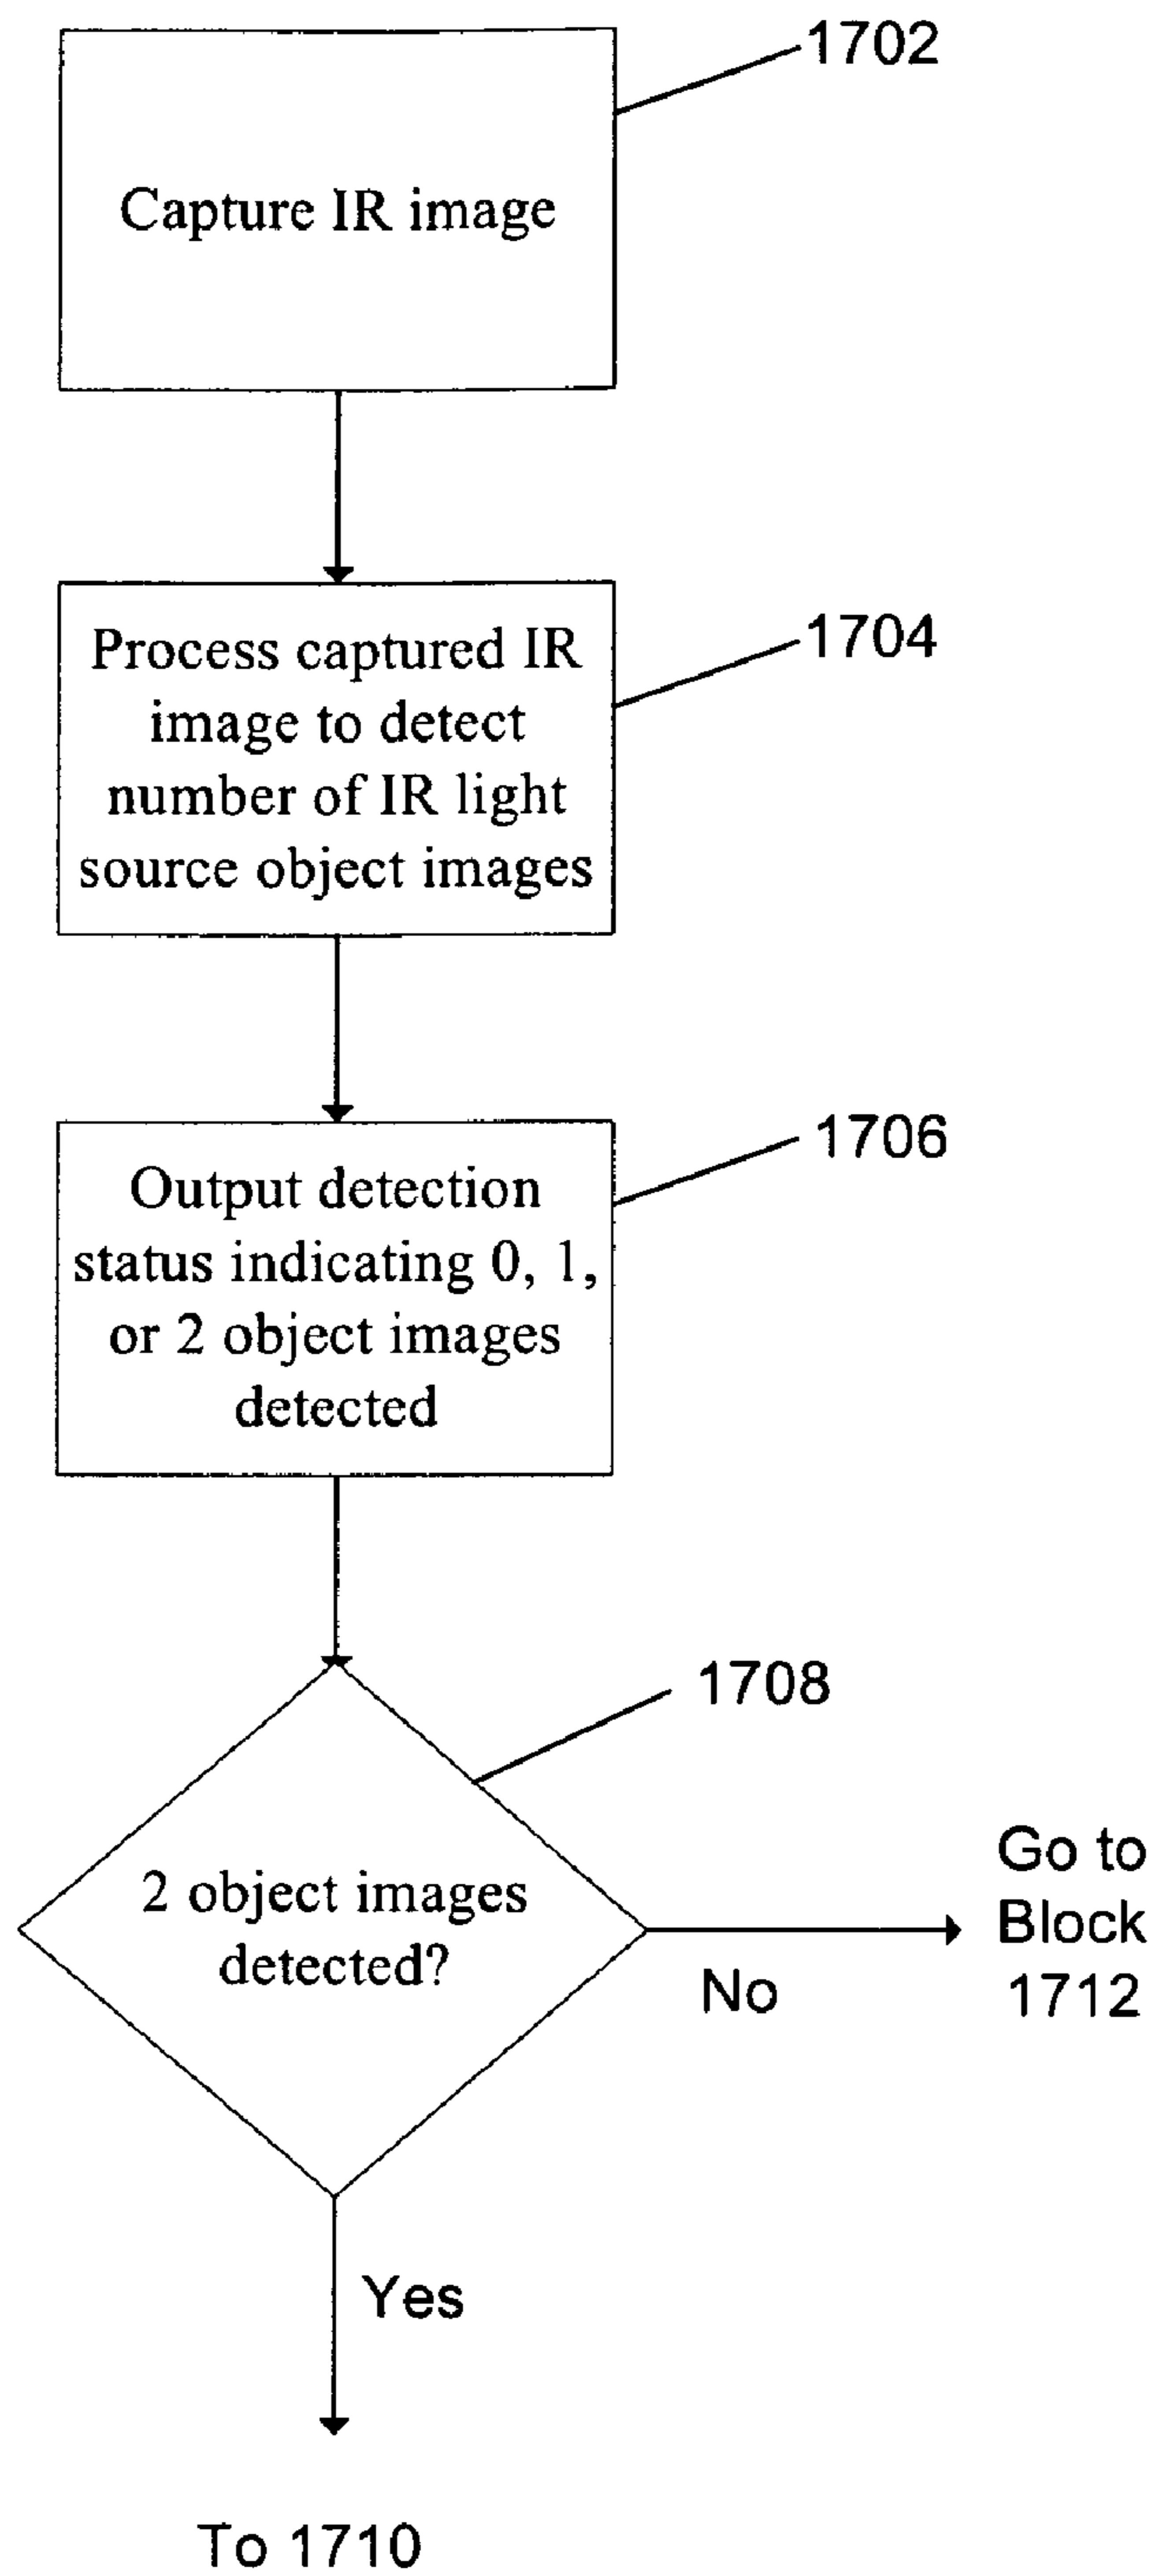 1702
Capture IR image
1704
Process captured IR
image to detect
number of IR light
source object images
1706
Output detection
status indicating 0, 1,
or 2 object images
detected
1708
2 object images
detected?
No
Go to
Block
1712
Yes
To 1710